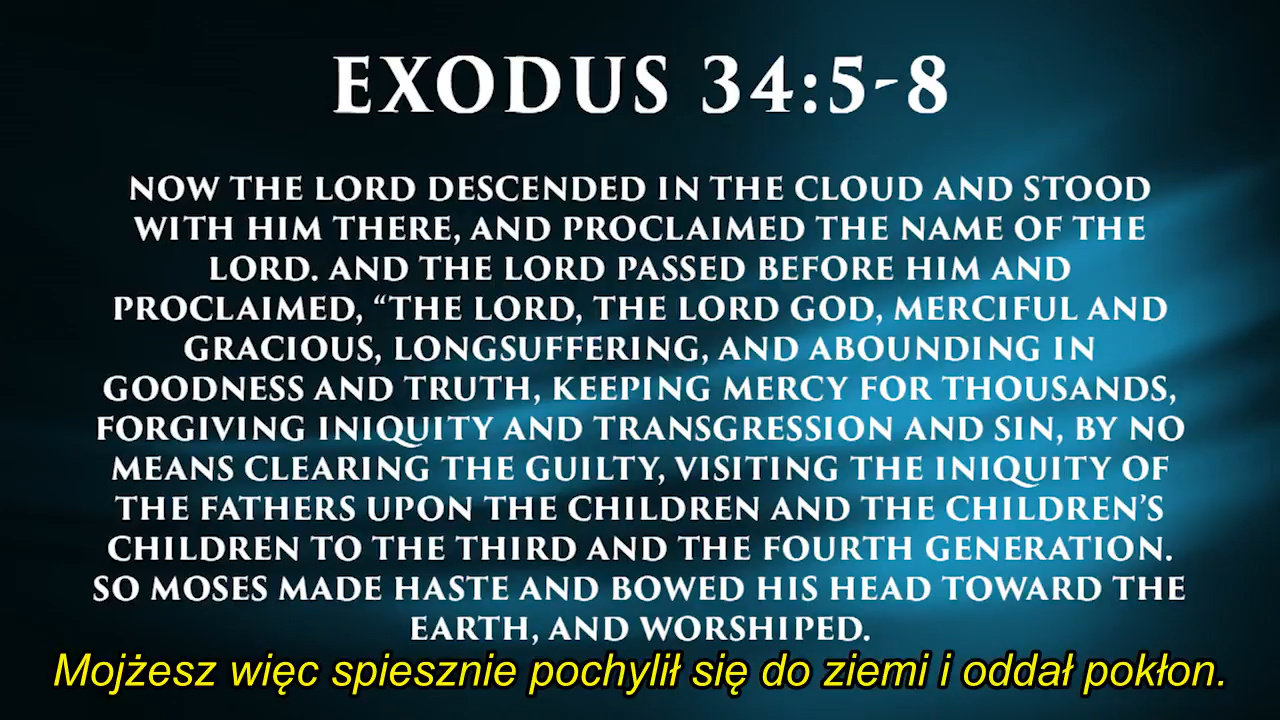 EXODUS 34:5-8
NOW THE LORD DESCENDED IN THE CLOUD AND STOOD
WITH HIM THERE, AND PROCLAIMED THE NAME OF THE
LORD. AND THE LORD PASSED BEFORE HIM AND
PROCLAIMED, “THE LORD, THE LORD GOD, MERCIFUL AND
GRACIOUS, LONGSUFFERING, AND ABOUNDING IN
GOODNESS AND TRUTH, KEEPING MERCY FOR THOUSANDS,
FORGIVING INIQUITY AND TRANSGRESSION AND SIN, BY NO
MEANS CLEARING THE GUILTY, VISITING THE INIQUITY OF
THE FATHERS UPON THE CHILDREN AND THE CHILDREN’S
CHILDREN TO THE THIRD AND THE FOURTH GENERATION.
SO MOSES MADE HASTE AND BOWED HIS HEAD TOWARD THE
EARTH, AND WORSHIPED.
Mojżesz więc spiesznie pochylił się do ziemi i oddał pokłon.